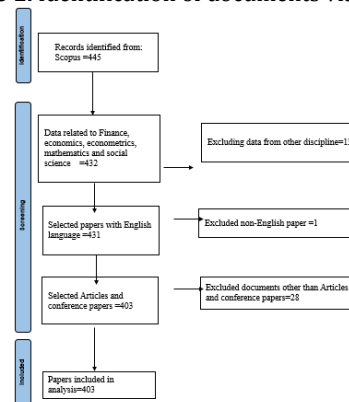 Identification
Records identified from:
Scopus =445
Screening
Data related to Finance,
economics, econometrics,
mathematics and social
science =432
Excluding data from other discipline=1
Selected papers with English
language =431
Excluded non-English paper =1
Selected Articles and
conference papers =403
Excluded documents other than Articles
and conference papers=28
Included
Papers included in
analysis=403